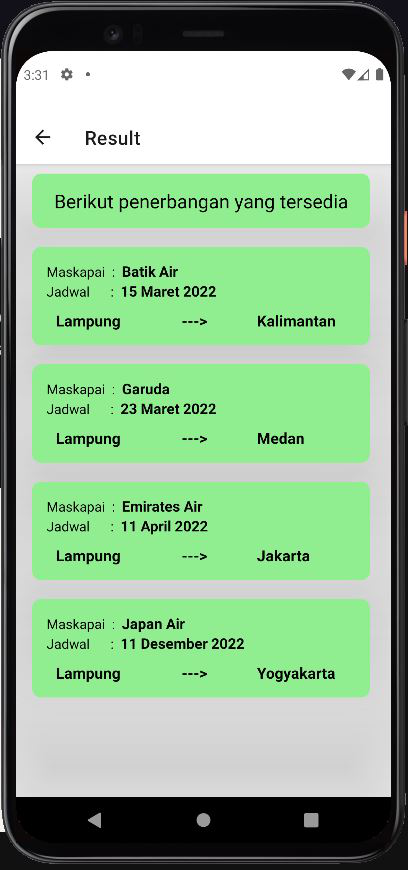 3:31
Result
Berikut penerbangan yang tersedia
Maskapai : Batik Air
Jadwal : 15 Maret 2022
Lampung ---> Kalimantan
Maskapai : Garuda
Jadwal : 23 Maret 2022
Lampung ---> Medan
Maskapai : Emirates Air
Jadwal : 11 April 2022
Lampung ---> Jakarta
Maskapai : Japan Air
Jadwal : 11 Desember 2022
Lampung ---> Yogyakarta